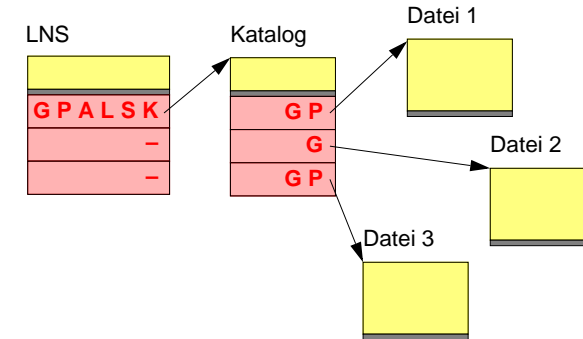 LNS
Katalog
Datei 1
G P A L S K
G P
–
G
Datei 2
–
G P
Datei 3